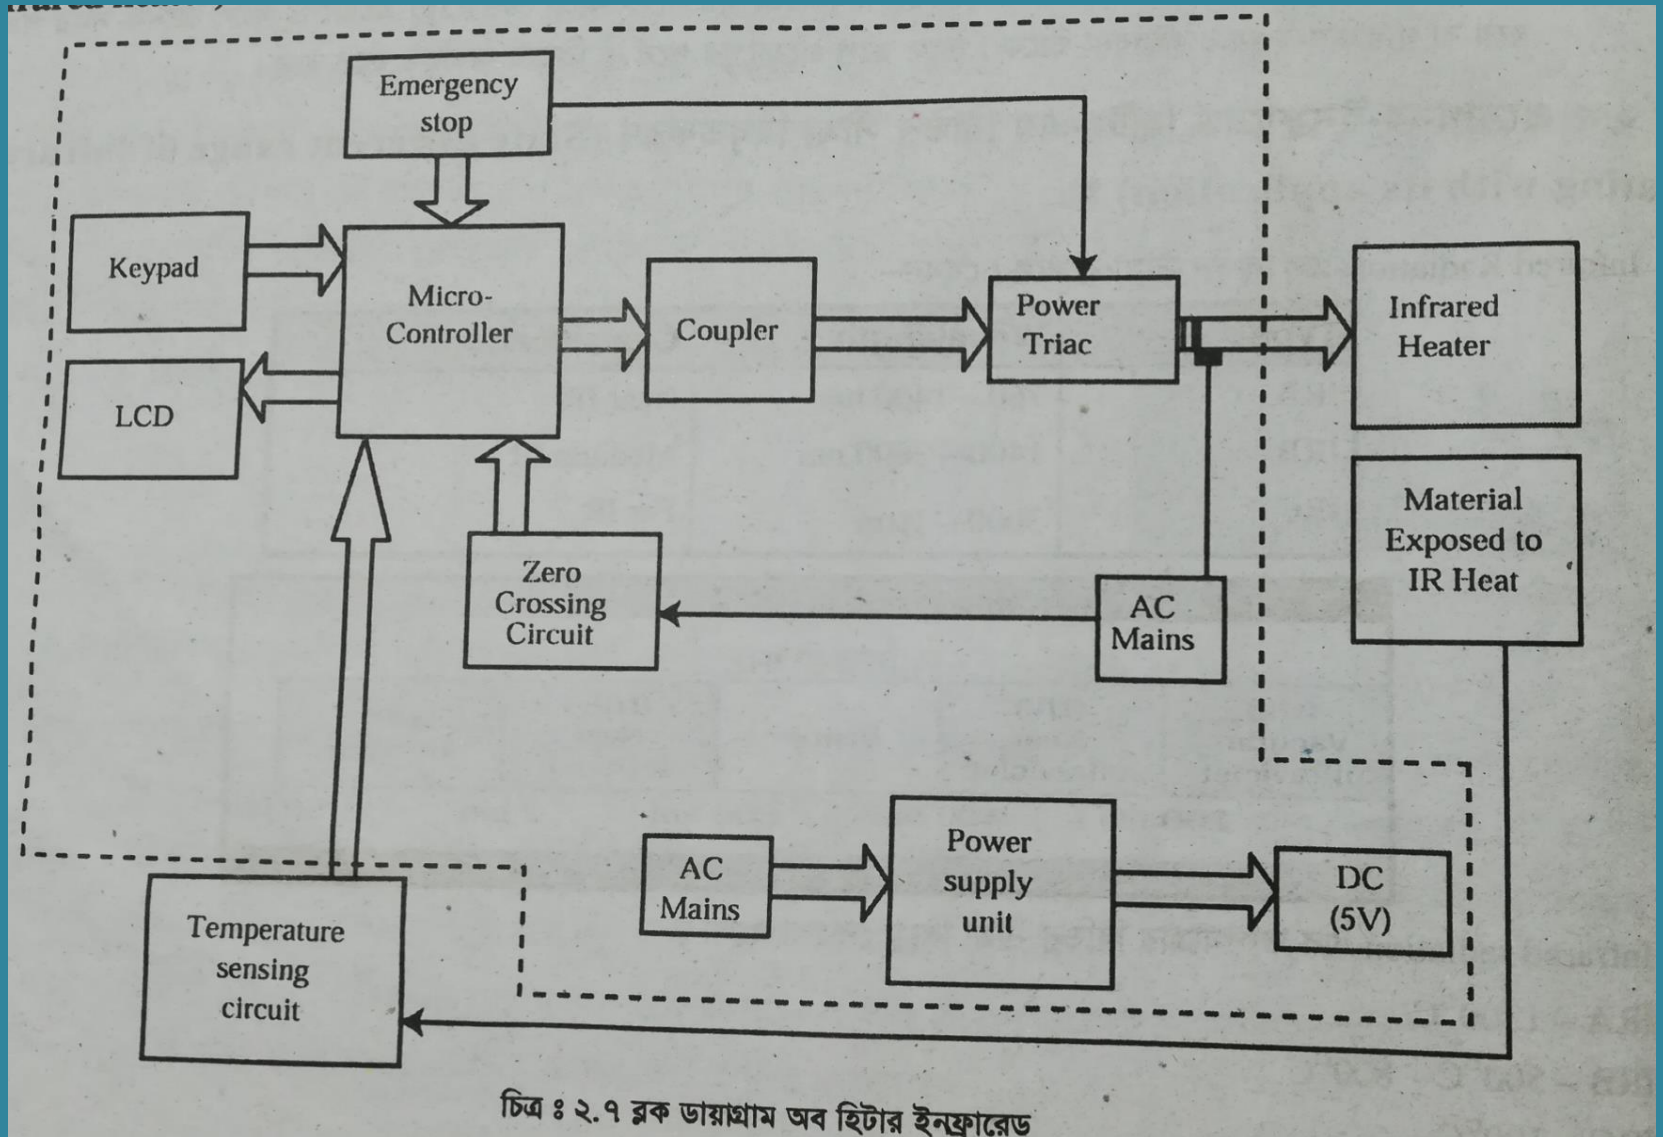 Emergency
stop
Keypad
Micro-
Controller
Coupler
Power
Triac
Infrared
Heater
LCD
Material
Exposed to
IR Heat
Zero
Crossing
Circuit
AC
Mains
AC
Mains
Power
supply
unit
DC
(5V)
Temperature
sensing
circuit
চিত্র ঃ ২.৭ ব্লক ডায়াগ্রাম অব হিটার ইনফ্রারেড